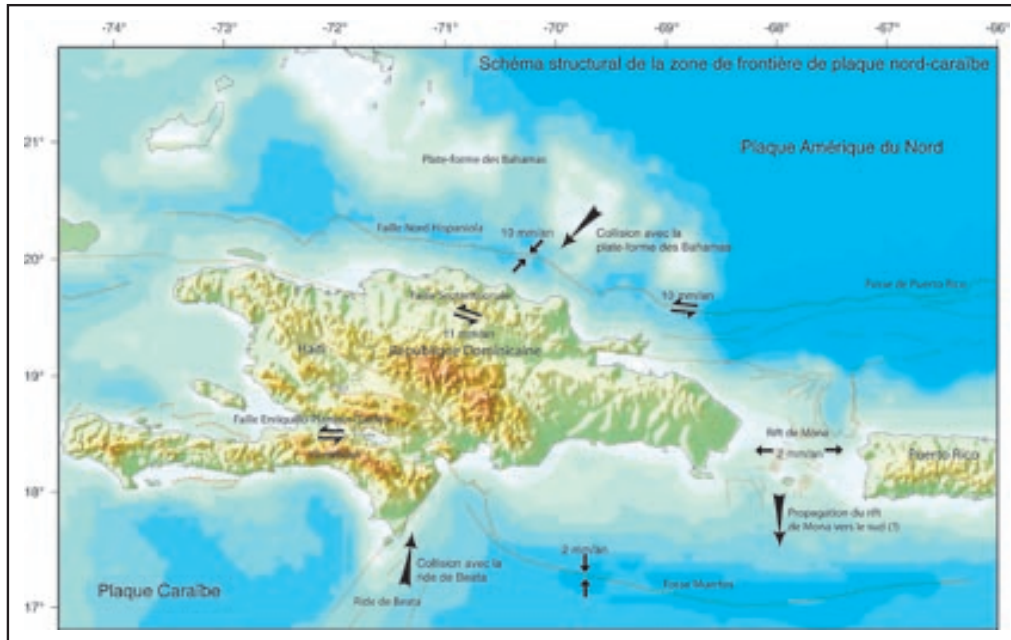 -74° -73° -72° -71° -70° -69° -68° -67° -66°
Schéma structural de la zone de frontière de plaque nord-caraïbe
21°
Plaque Amérique du Nord
Plate-forme des Bahamas
Faille Nord Hispaniola
10 mm/an
Collision avec la
plate-forme des Bahamas
20°
Fosse de Puerto Rico
10 mm/an
11 mm/an
Haïti
République Dominicaine
19°
Faille Enriquillo
Rift de Mona
2 mm/an
Puerto Rico
18°
Propagation du rift
de Mona vers le sud (?)
2 mm/an
Collision avec la
ride de Beata
Fosse Muertos
Plaque Caraïbe
Ride de Beata
17°